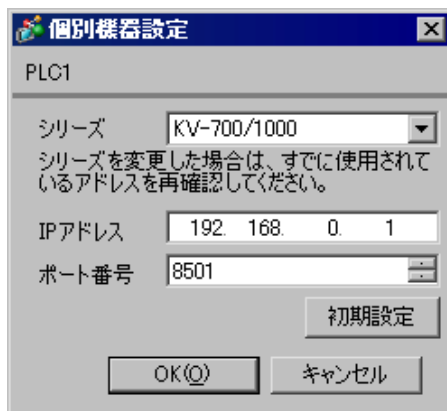 個別機器設定
PLC1
シリーズ KV-700/1000
シリーズを変更した場合は、すでに使用されて
いるアドレスを再確認してください。
IPアドレス 192. 168. 0. 1
ポート番号 8501
初期設定
OK(O) キャンセル